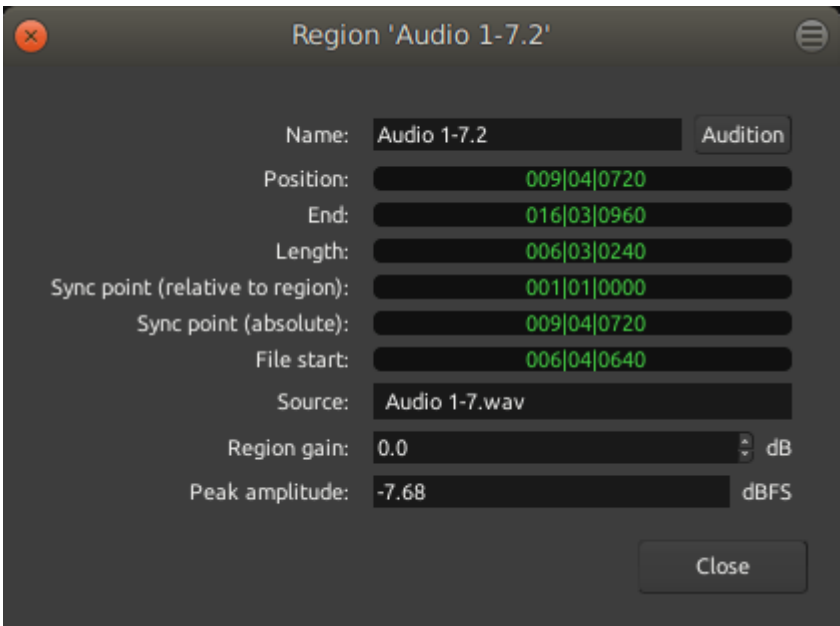 Region 'Audio 1-7.2'
Name: Audio 1-7.2 Audition
Position: 009|04|0720
End: 016|03|0960
Length: 006|03|0240
Sync point (relative to region): 001|01|0000
Sync point (absolute): 009|04|0720
File start: 006|04|0640
Source: Audio 1-7.wav
Region gain: 0.0 dB
Peak amplitude: -7.68 dBFS
Close